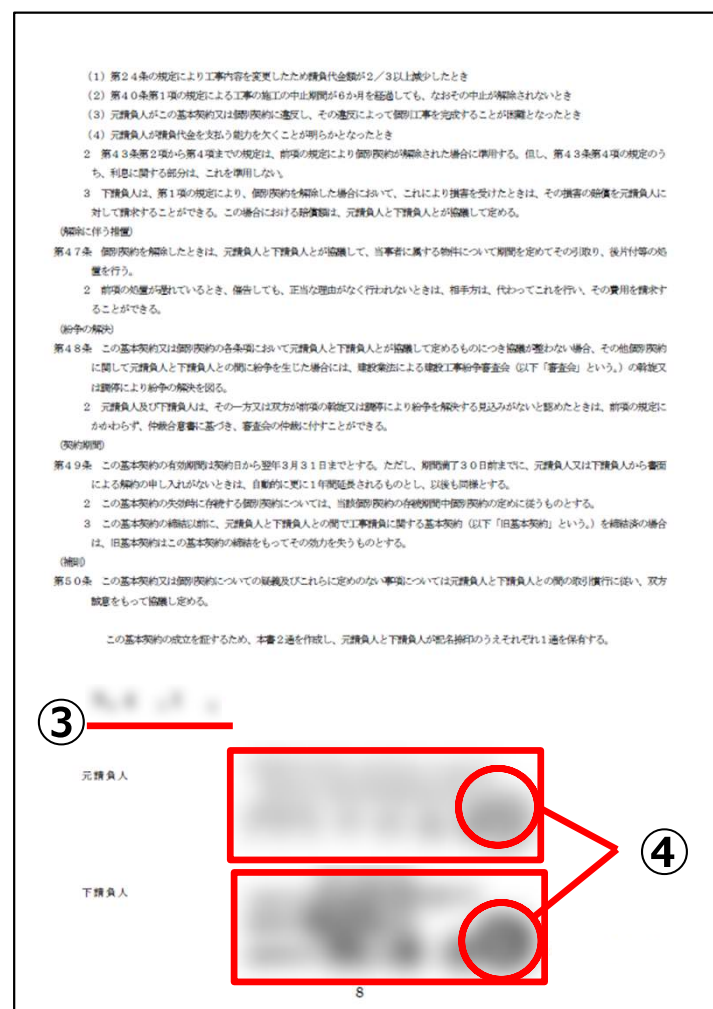 (1) 第24条の規定により工事内容を変更したため請負代金額が2/3以上減少したとき
(2) 第40条第1項の規定による工事の施工の中止期間が6か月を経過しても、なおその中止が解除されないとき
(3) 元請負人がこの基本契約又は個別契約に違反し、その違反によって個別工事を完成することが困難となったとき
(4) 元請負人が請負代金を支払う能力を欠くことが明らかとなったとき
2 第43条第2項から第4項までの規定は、前項の規定により個別契約が解除された場合に準用する。但し、第43条第4項の規定のう
ち、利息に関する部分は、これを準用しない。
3 下請負人は、第1項の規定により、個別契約を解除した場合において、これにより損害を受けたときは、その損害の賠償を元請負人に
対して請求することができる。この場合における賠償額は、元請負人と下請負人とが協議して定める。
(解除に伴う措置)
第47条 個別契約を解除したときは、元請負人と下請負人とが協議して、当事者に属する物件について期間を定めてその引取り、後片付等の処
置を行う。
2 前項の処置が遅れているとき、催告しても、正当な理由がなく行われないときは、相手方は、代わってこれを行い、その費用を請求す
ることができる。
(紛争の解決)
第48条 この基本契約又は個別契約の各条項において元請負人と下請負人とが協議して定めるものにつき協議が整わない場合、その他個別契約
に関して元請負人と下請負人との間に紛争を生じた場合には、建設業法による建設工事紛争審査会(以下「審査会」という。)の斡旋又
は調停により紛争の解決を図る。
2 元請負人及び下請負人は、その一方又は双方が前項の斡旋又は調停により紛争を解決する見込みがないと認めたときは、前項の規定に
かかわらず、仲裁合意書に基づき、審査会の仲裁に付すことができる。
(契約期間)
第49条 この基本契約の有効期間は契約日から翌年3月31日までとする。ただし、期間満了30日前までに、元請負人又は下請負人から書面
による解約の申し入れがないときは、自動的に更に1年間延長されるものとし、以後も同様とする。
2 この基本契約の失効時に存続する個別契約については、当該個別契約の存続期間中個別契約の定めに従うものとする。
3 この基本契約の締結以前に、元請負人と下請負人との間で工事請負に関する基本契約(以下「旧基本契約」という。)を締結済の場合
は、旧基本契約はこの基本契約の締結をもってその効力を失うものとする。
(補則)
第50条 この基本契約又は個別契約についての疑義及びこれらに定めのない事項については元請負人と下請負人との間の取引慣行に従い、双方
誠意をもって協議し定める。
この基本契約の成立を証するため、本書2通を作成し、元請負人と下請負人が記名捺印のうえそれぞれ1通を保有する。
③
元請負人
④
下請負人
8